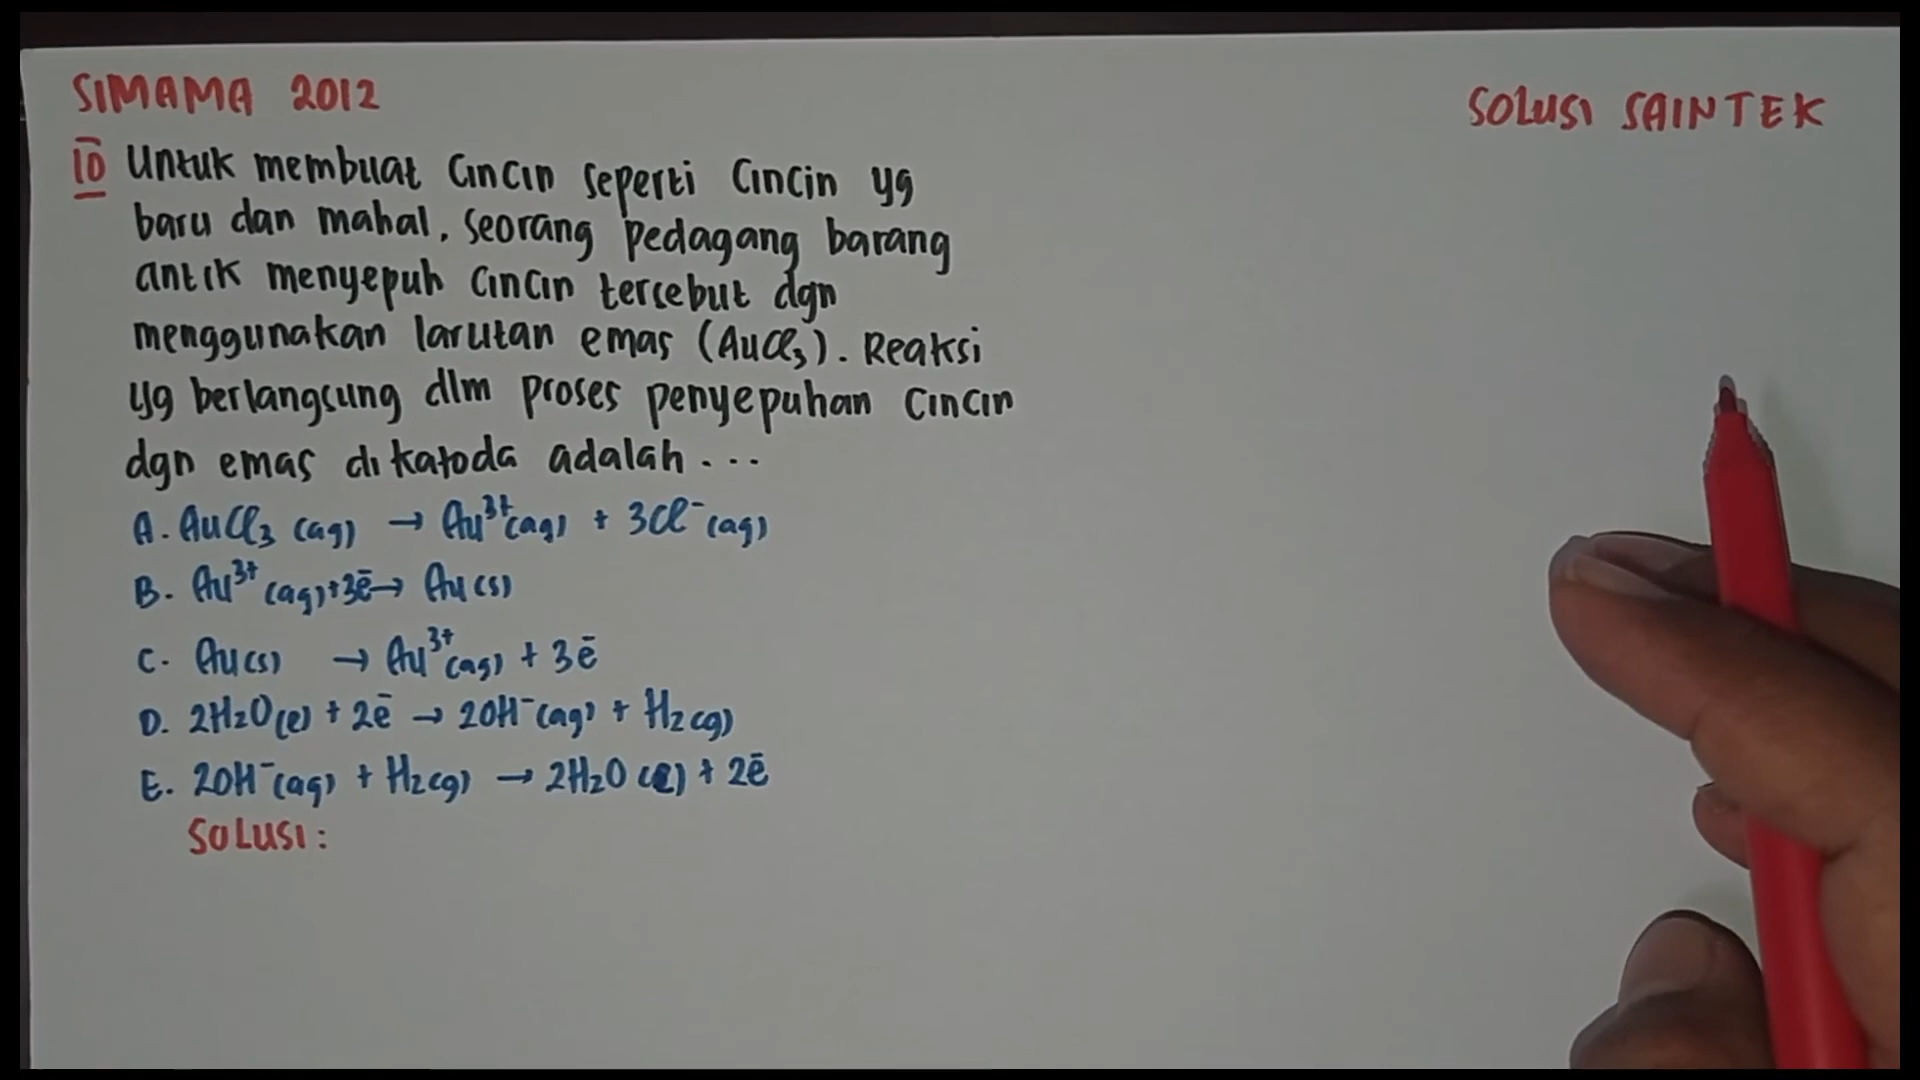 SIMAMA 2012
SOLUSI SAINTEK
10 Untuk membuat cincin seperti cincin yg
baru dan mahal, seorang pedagang barang
antik menyepuh cincin tersebut dgn
menggunakan larutan emas (AuCl₃). Reaksi
yg berlangsung dlm proses penyepuhan cincin
dgn emas di katoda adalah ...
A. AuCl₃ (aq) → Au³⁺(aq) + 3Cl⁻(aq)
B. Au³⁺(aq)+3ē → Au(s)
C. Au(s) → Au³⁺(aq) + 3ē
D. 2H₂O(l) + 2ē → 2OH⁻(aq) + H₂(g)
E. 2OH⁻(aq) + H₂(g) → 2H₂O(l) + 2ē
SOLUSI: